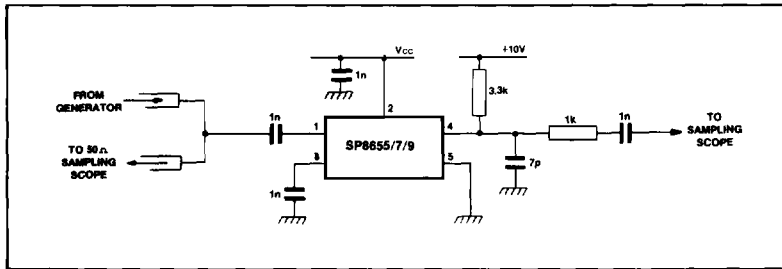 VCC
+10V
1n
3.3k
FROM
GENERATOR
1n
2
1k
1n
TO
SAMPLING
SCOPE
1
4
SP8655/7/9
TO 50Ω
SAMPLING
SCOPE
3
5
7p
1n